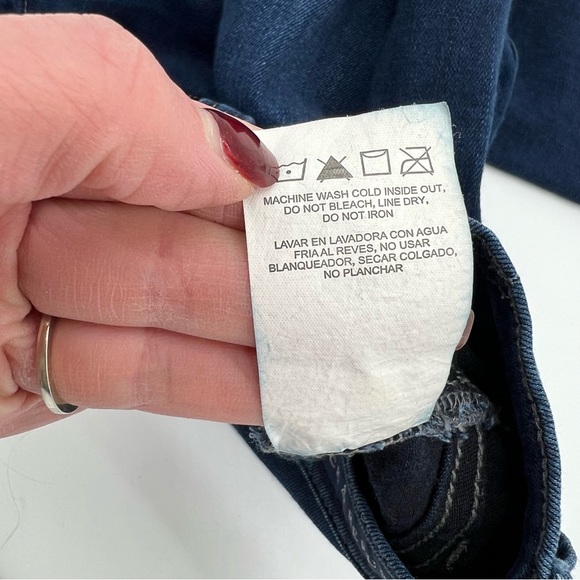 MACHINE WASH COLD INSIDE OUT,
DO NOT BLEACH, LINE DRY,
DO NOT IRON
LAVAR EN LAVADORA CON AGUA
FRIA AL REVES, NO USAR
BLANQUEADOR, SECAR COLGADO,
NO PLANCHAR